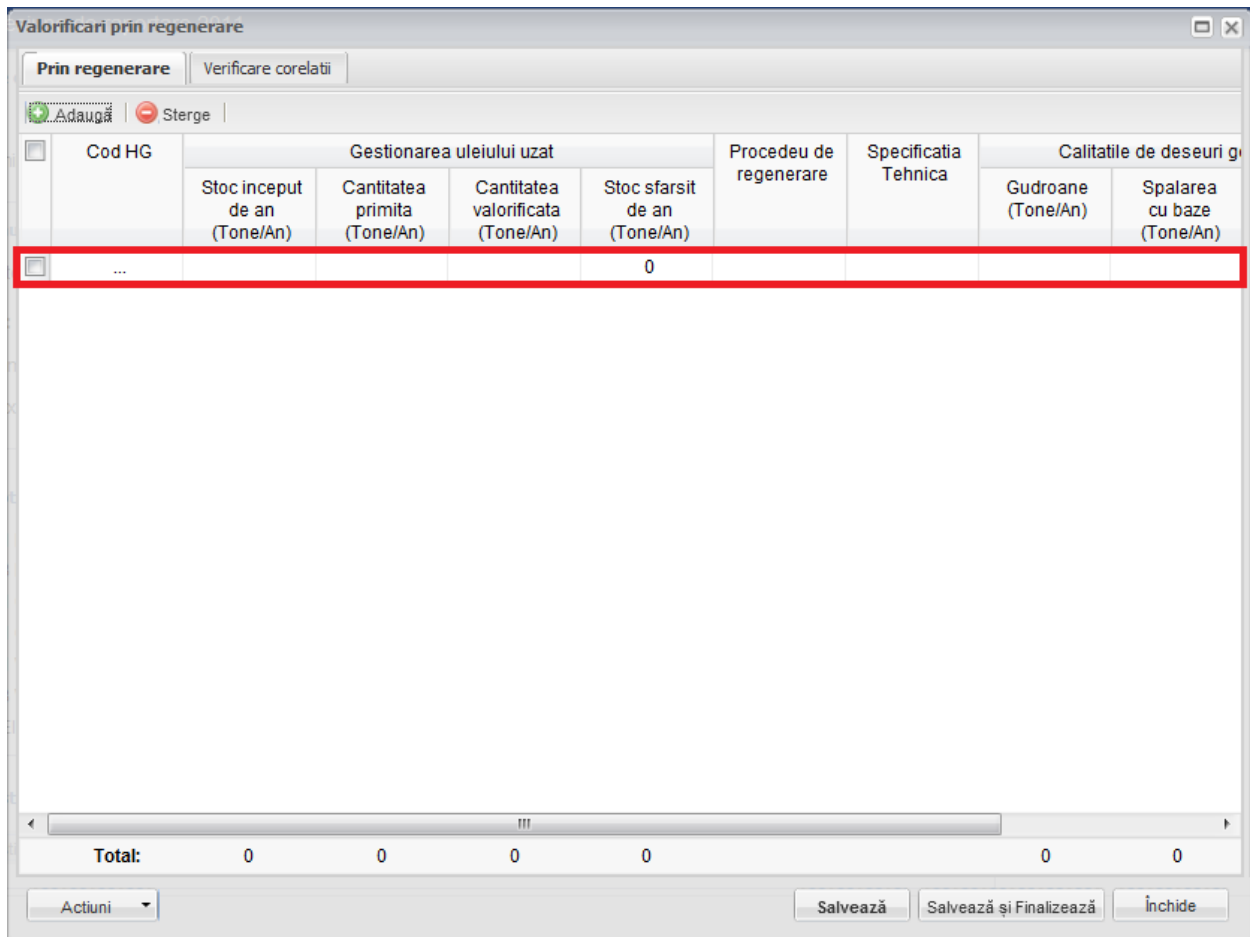 Valorificari prin regenerare
Prin regenerare Verificare corelatii
Adaugă Sterge
Cod HG Gestionarea uleiului uzat Procedeu de regenerare Specificatia Tehnica Calitatile de deseuri g
Stoc inceput de an (Tone/An) Cantitatea primita (Tone/An) Cantitatea valorificata (Tone/An) Stoc sfarsit de an (Tone/An) Gudroane (Tone/An) Spalarea cu baze (Tone/An)
... 0
Total: 0 0 0 0 0 0
Actiuni Salvează Salvează și Finalizează Închide